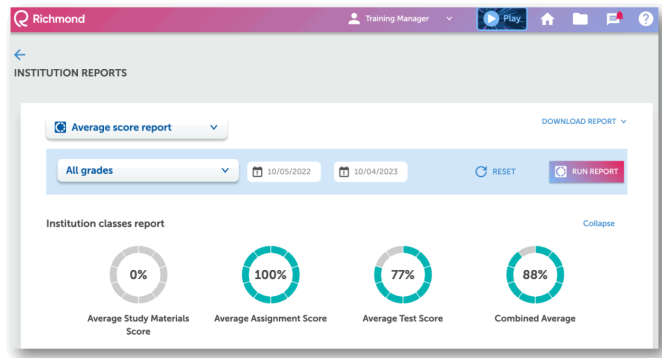 Richmond
Training Manager
Play
INSTITUTION REPORTS
Average score report
DOWNLOAD REPORT
All grades
10/05/2022
10/04/2023
RESET
RUN REPORT
Institution classes report
Collapse
0%
100%
77%
88%
Average Study Materials
Score
Average Assignment Score
Average Test Score
Combined Average